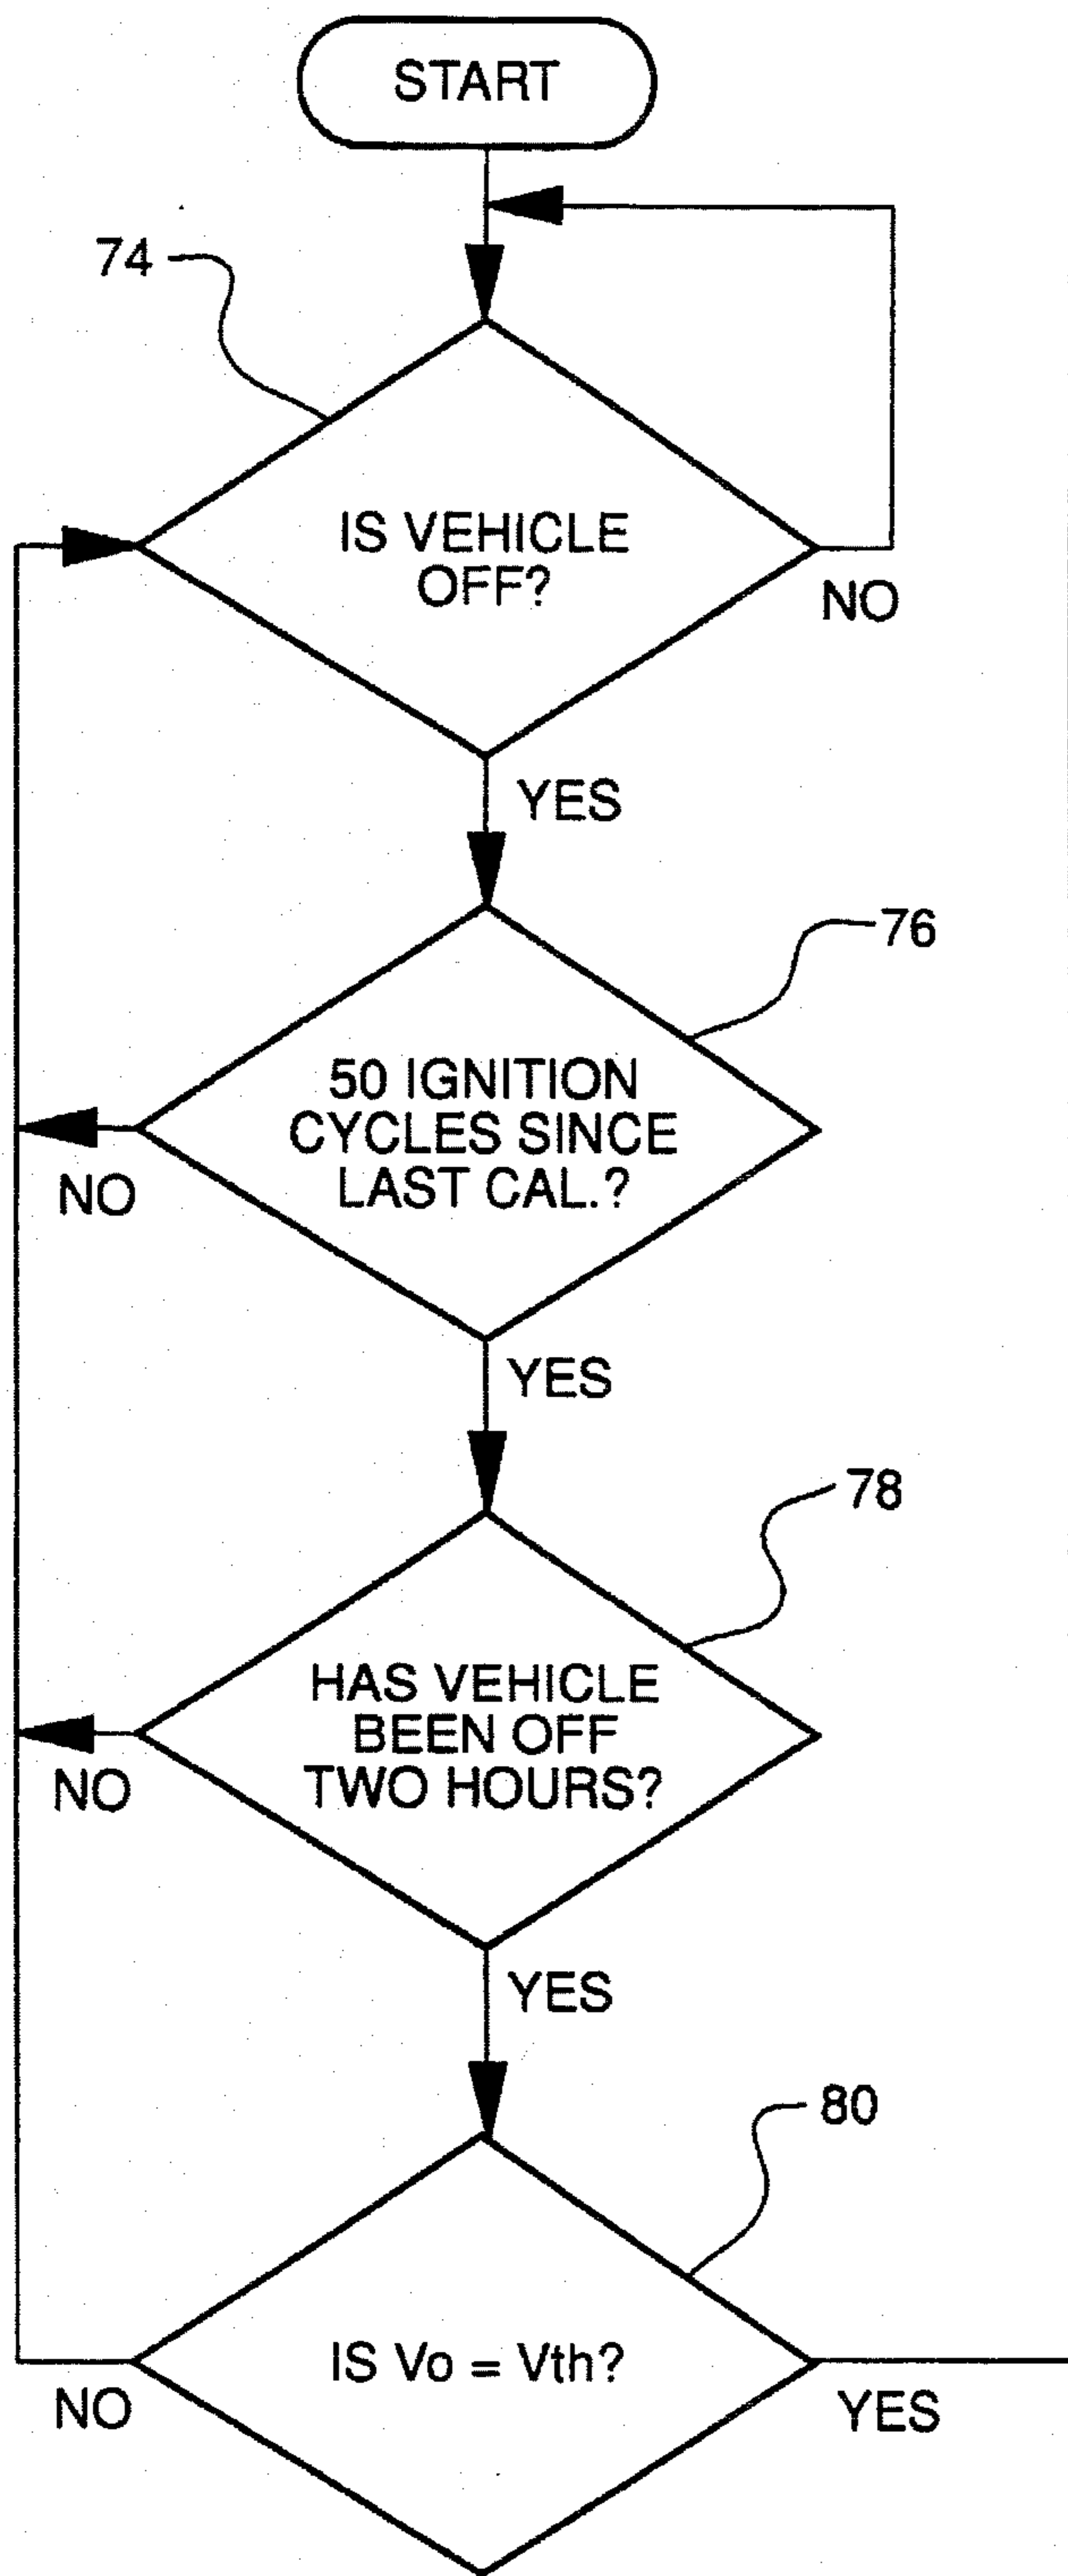 START
74
IS VEHICLE
OFF?
NO
YES
76
50 IGNITION
CYCLES SINCE
LAST CAL.?
NO
YES
78
HAS VEHICLE
BEEN OFF
TWO HOURS?
NO
YES
80
IS Vo = Vth?
NO
YES